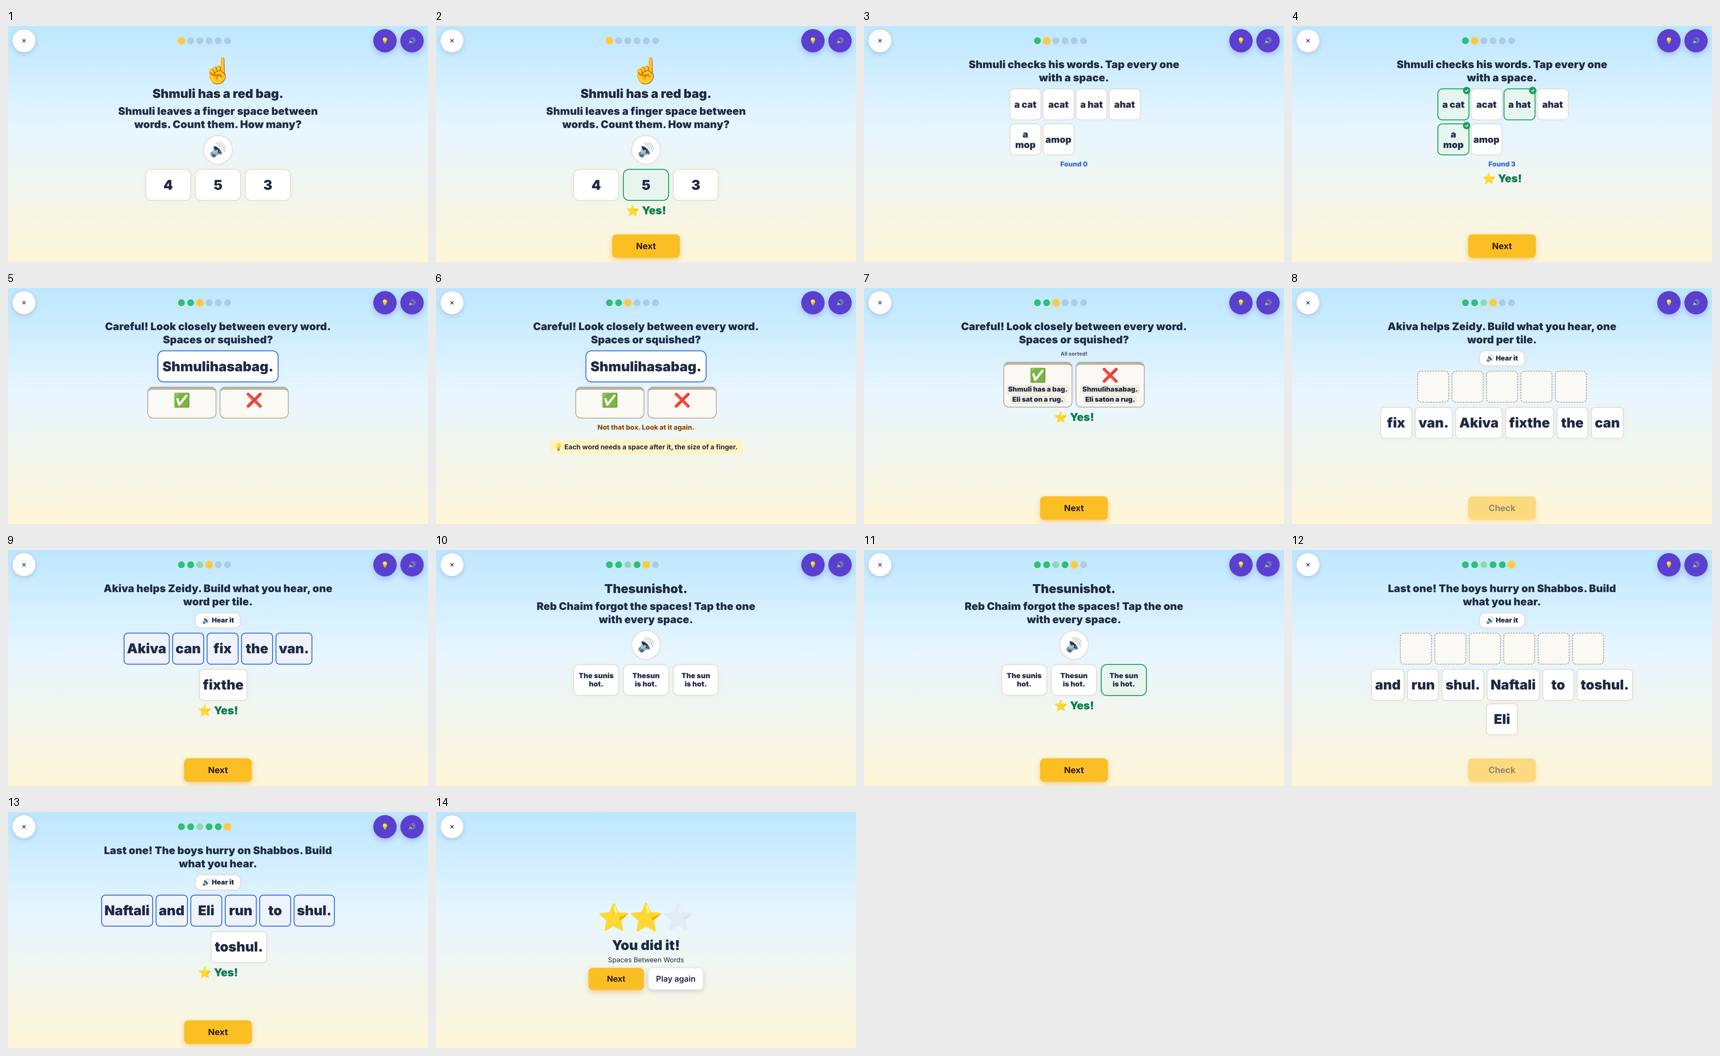 1
Shmuli has a red bag.
Shmuli leaves a finger space between
words. Count them. How many?
4 5 3
2
Shmuli has a red bag.
Shmuli leaves a finger space between
words. Count them. How many?
4 5 3
Yes!
Next
3
Shmuli checks his words. Tap every one
with a space.
a cat acat a hat ahat
a
mop amop
Found 0
4
Shmuli checks his words. Tap every one
with a space.
a cat acat a hat ahat
a
mop amop
Found 3
Yes!
Next
5
Careful! Look closely between every word.
Spaces or squished?
Shmulihasabag.
6
Careful! Look closely between every word.
Spaces or squished?
Shmulihasabag.
Not that box. Look at it again.
Each word needs a space after it, the size of a finger.
7
Careful! Look closely between every word.
Spaces or squished?
All sorted!
Shmuli has a bag. Shmulihasabag.
Eli sat on a rug. Eli saton a rug.
Yes!
Next
8
Akiva helps Zeidy. Build what you hear, one
word per tile.
Hear it
fix van. Akiva fixthe the can
Check
9
Akiva helps Zeidy. Build what you hear, one
word per tile.
Hear it
Akiva can fix the van.
fixthe
Yes!
Next
10
Thesunishot.
Reb Chaim forgot the spaces! Tap the one
with every space.
The sunis Thesun The sun
hot. is hot. is hot.
11
Thesunishot.
Reb Chaim forgot the spaces! Tap the one
with every space.
The sunis Thesun The sun
hot. is hot. is hot.
Yes!
Next
12
Last one! The boys hurry on Shabbos. Build
what you hear.
Hear it
and run shul. Naftali to toshul.
Eli
Check
13
Last one! The boys hurry on Shabbos. Build
what you hear.
Hear it
Naftali and Eli run to shul.
toshul.
Yes!
Next
14
You did it!
Spaces Between Words
Next Play again